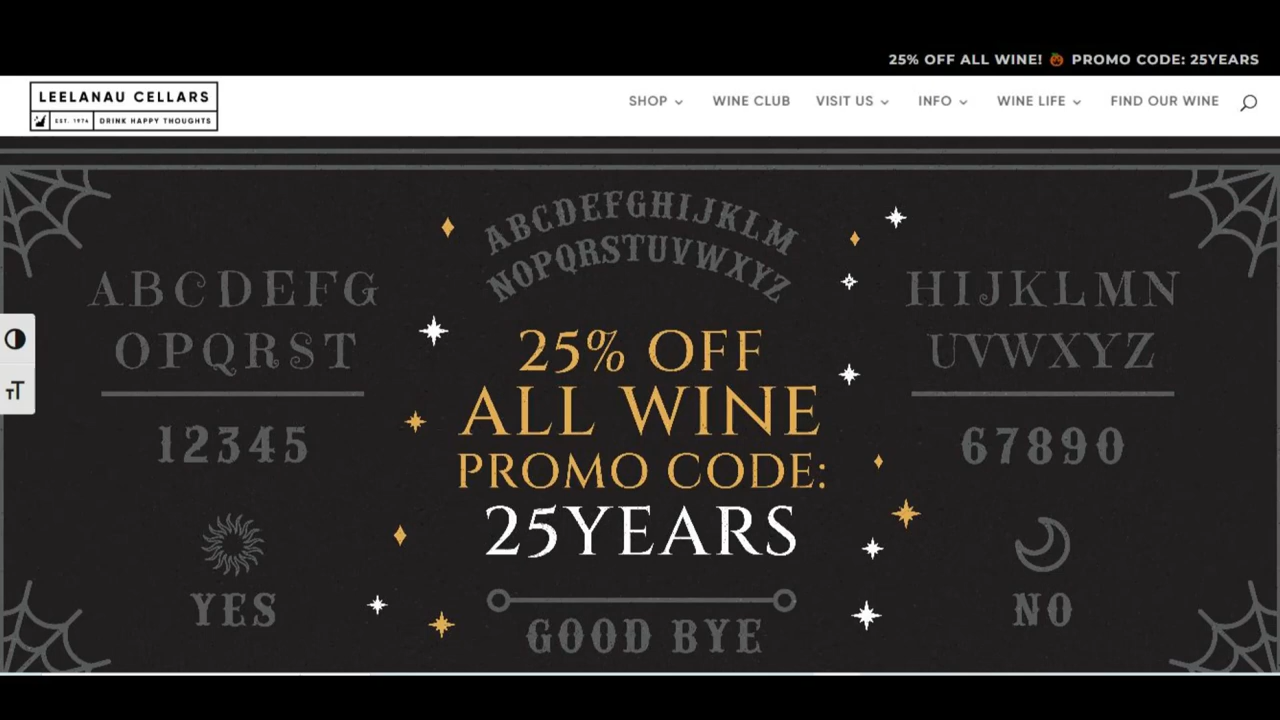 25% OFF ALL WINE! 🎃 PROMO CODE: 25YEARS
LEELANAU CELLARS
EST. 1974 DRINK HAPPY THOUGHTS
SHOP WINE CLUB VISIT US INFO WINE LIFE FIND OUR WINE
ABCDEFGHIJKLM
NOPQRSTUVWXYZ
ABCDEFG HIJKLMN
OPQRST UVWXYZ
25% OFF
ALL WINE
PROMO CODE:
25YEARS
12345 67890
YES NO
GOOD BYE
TT